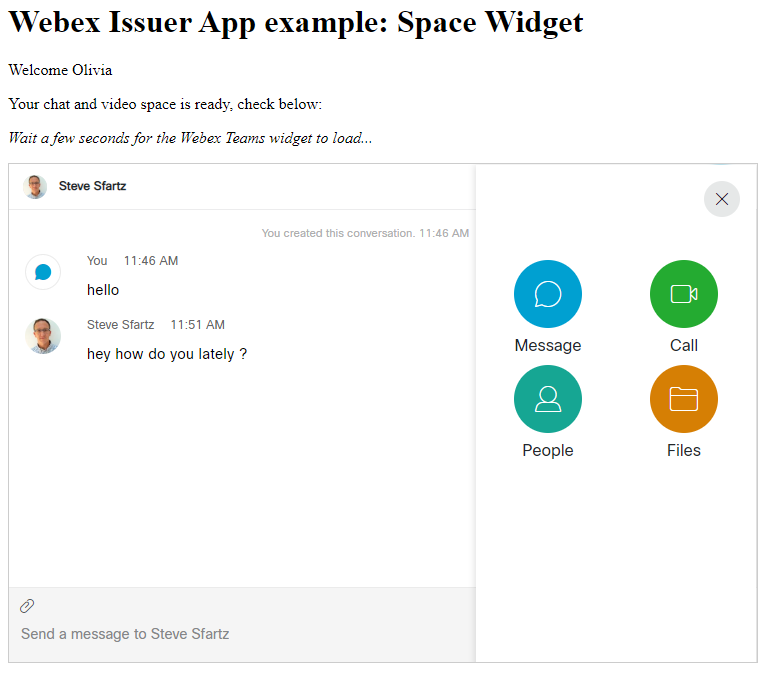 Webex Issuer App example: Space Widget
Welcome Olivia
Your chat and video space is ready, check below:
Wait a few seconds for the Webex Teams widget to load...
Steve Sfartz
You created this conversation. 11:46 AM
You 11:46 AM
hello
Steve Sfartz 11:51 AM
hey how do you lately ?
Send a message to Steve Sfartz
Message
Call
People
Files